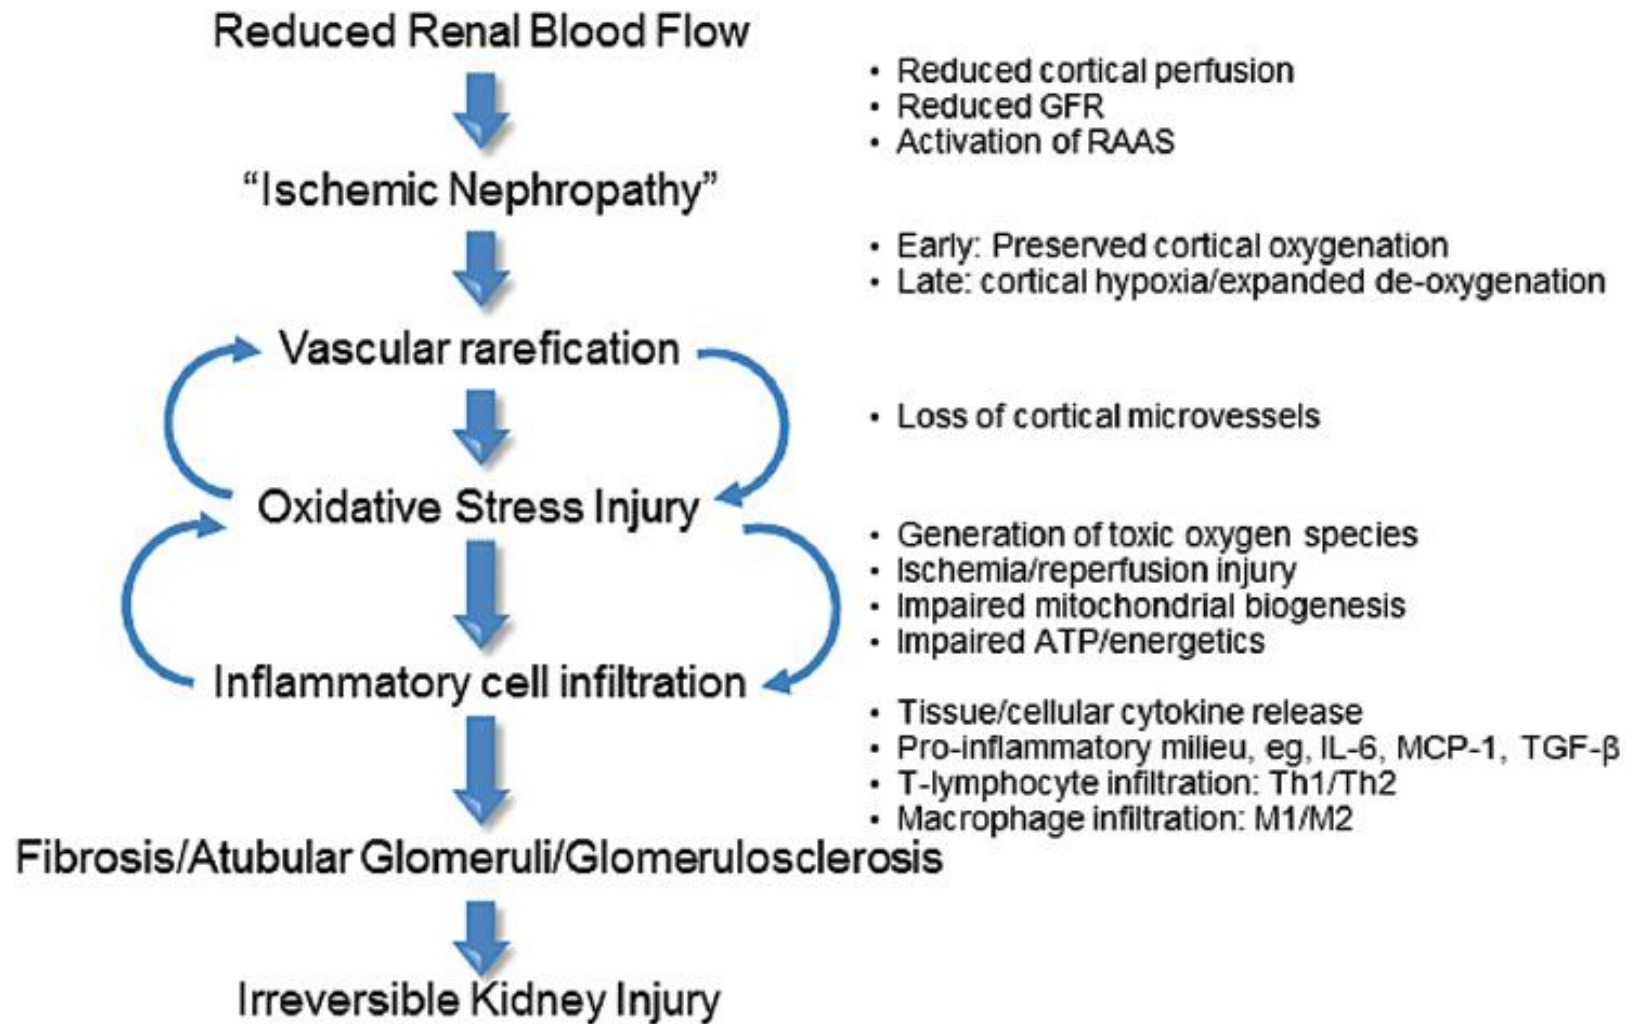 Reduced Renal Blood Flow
• Reduced cortical perfusion
• Reduced GFR
• Activation of RAAS
“Ischemic Nephropathy”
• Early: Preserved cortical oxygenation
• Late: cortical hypoxia/expanded de-oxygenation
Vascular rarefication
• Loss of cortical microvessels
Oxidative Stress Injury
• Generation of toxic oxygen species
• Ischemia/reperfusion injury
• Impaired mitochondrial biogenesis
• Impaired ATP/energetics
Inflammatory cell infiltration
• Tissue/cellular cytokine release
• Pro-inflammatory milieu, eg, IL-6, MCP-1, TGF-β
• T-lymphocyte infiltration: Th1/Th2
• Macrophage infiltration: M1/M2
Fibrosis/Atubular Glomeruli/Glomerulosclerosis
Irreversible Kidney Injury